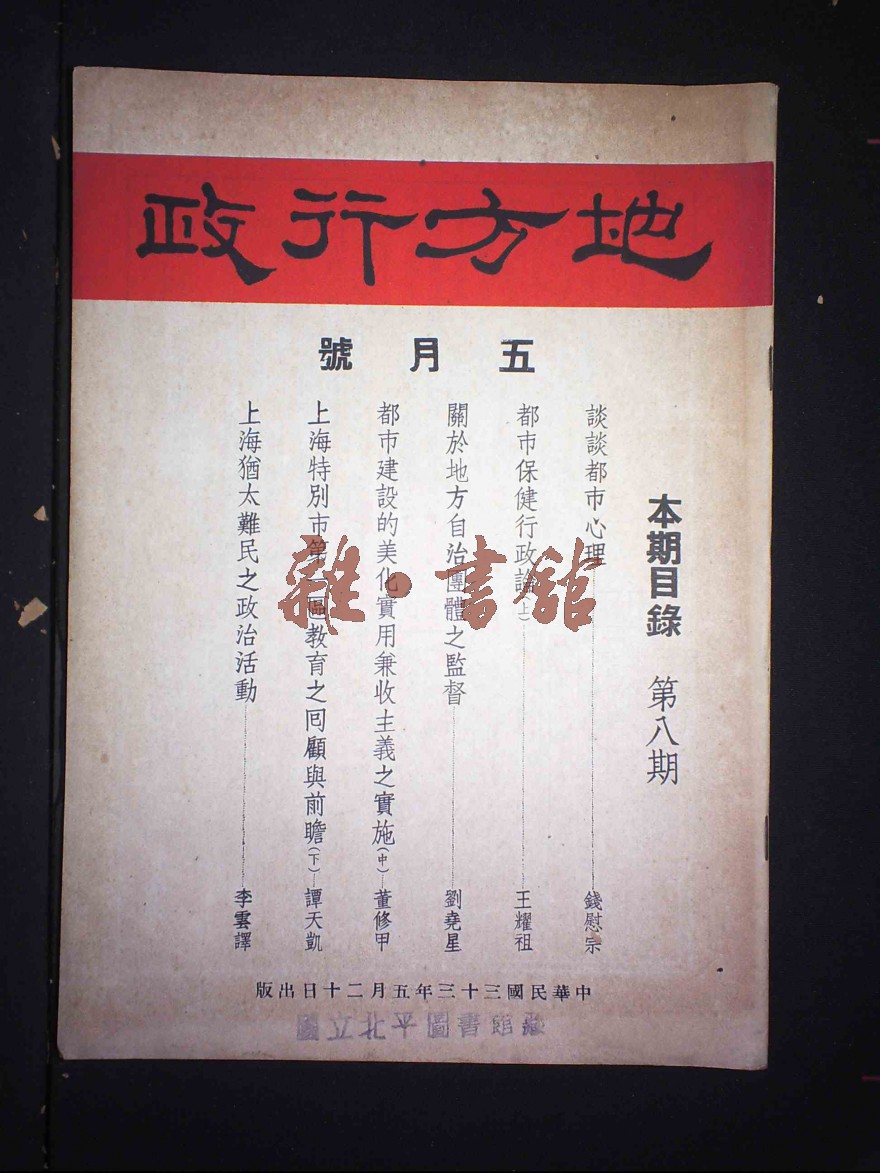 地方行政
五月號
本期目錄 第八期
談談都市心理……錢慰宗
都市保健行政論(上)……王耀祖
關於地方自治團體之監督……劉堯星
都市建設的美化實用兼收主義之實施(中)…董修甲
上海特別市第一區教育之囘顧與前瞻(下)…譚天凱
上海猶太難民之政治活動……李雲譯
中華民國三十三年五月二十日出版
國立北平圖書館藏
雜·書館